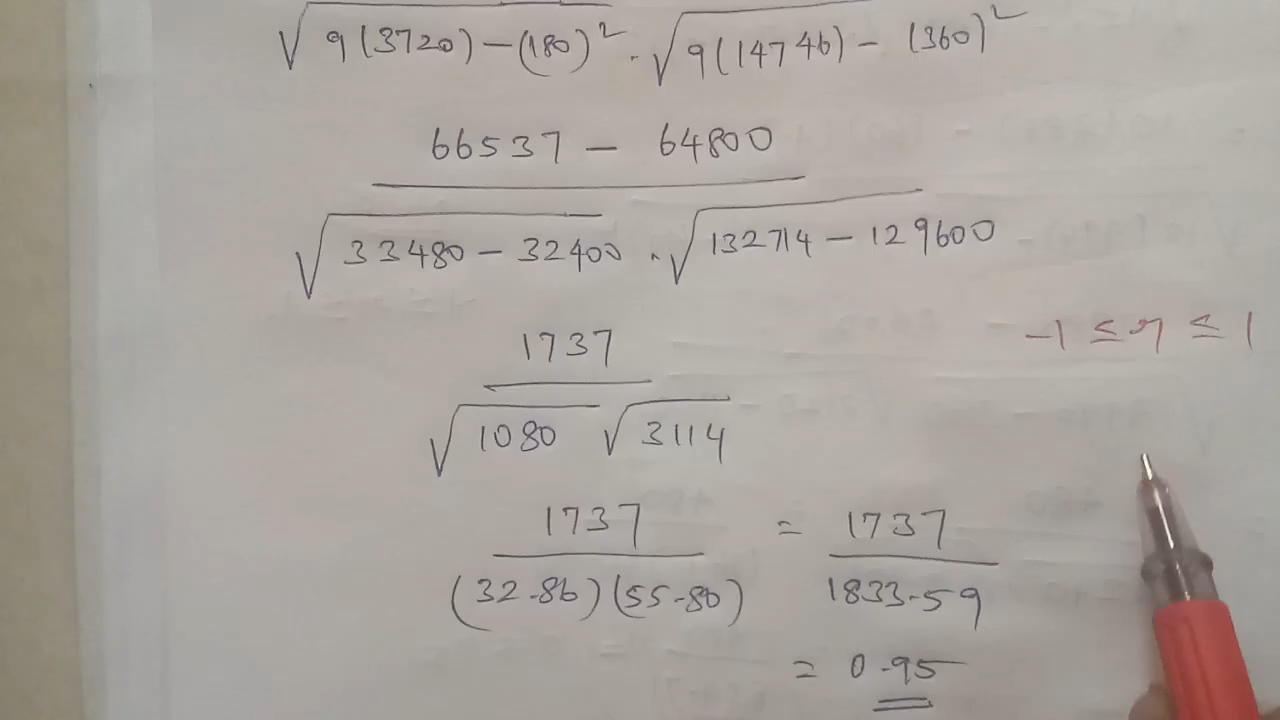 √9(3720)-(180)² . √9(14746)- (360)²
66537 - 64800
√33480-32400 . √132714-129600
1737
-1 ≤ r ≤ 1
√1080 √3114
1737 = 1737
(32.86)(55.80) 1833.59
= 0.95